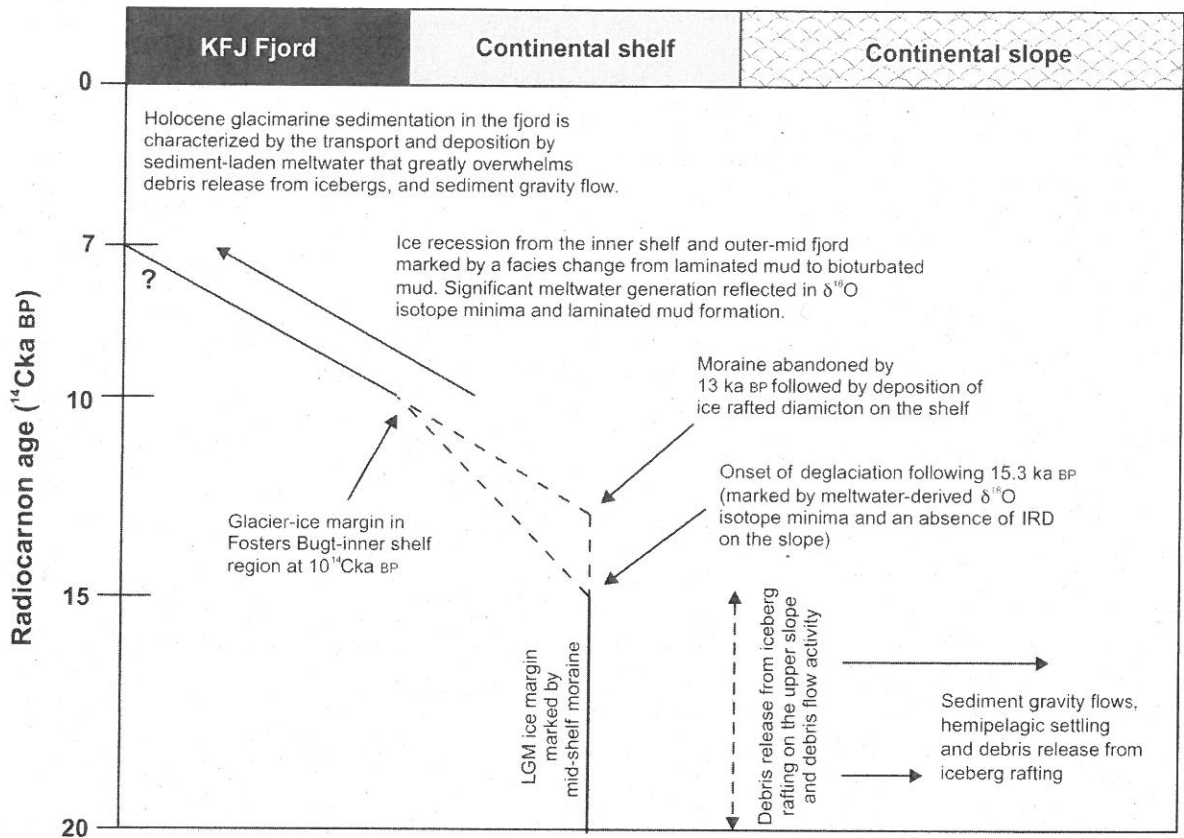 KFJ Fjord
Continental shelf
Continental slope
0
Holocene glacimarine sedimentation in the fjord is
characterized by the transport and deposition by
sediment-laden meltwater that greatly overwhelms
debris release from icebergs, and sediment gravity flow.
7
?
Ice recession from the inner shelf and outer-mid fjord
marked by a facies change from laminated mud to bioturbated
mud. Significant meltwater generation reflected in δ¹⁸O
isotope minima and laminated mud formation.
Radiocarnon age (¹⁴Cka BP)
10
Moraine abandoned by
13 ka BP followed by deposition of
ice rafted diamicton on the shelf
Onset of deglaciation following 15.3 ka BP
(marked by meltwater-derived δ¹⁸O
isotope minima and an absence of IRD
on the slope)
Glacier-ice margin in
Fosters Bugt-inner shelf
region at 10¹⁴Cka BP
15
LGM ice margin
marked by
mid-shelf moraine
Debris release from iceberg
rafting on the upper slope
and debris flow activity
Sediment gravity flows,
hemipelagic settling
and debris release from
iceberg rafting
20